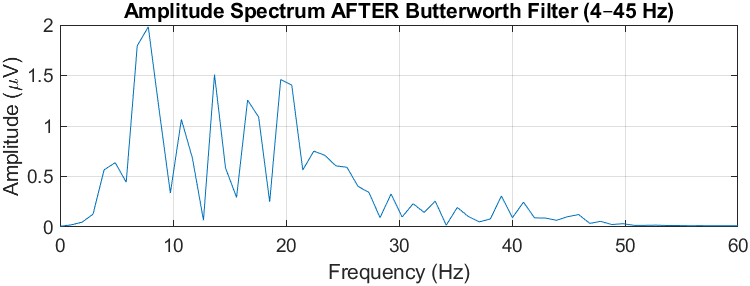 Amplitude Spectrum AFTER Butterworth Filter (4–45 Hz)
Amplitude (μV)
2
1.5
1
0.5
0
0 10 20 30 40 50 60
Frequency (Hz)